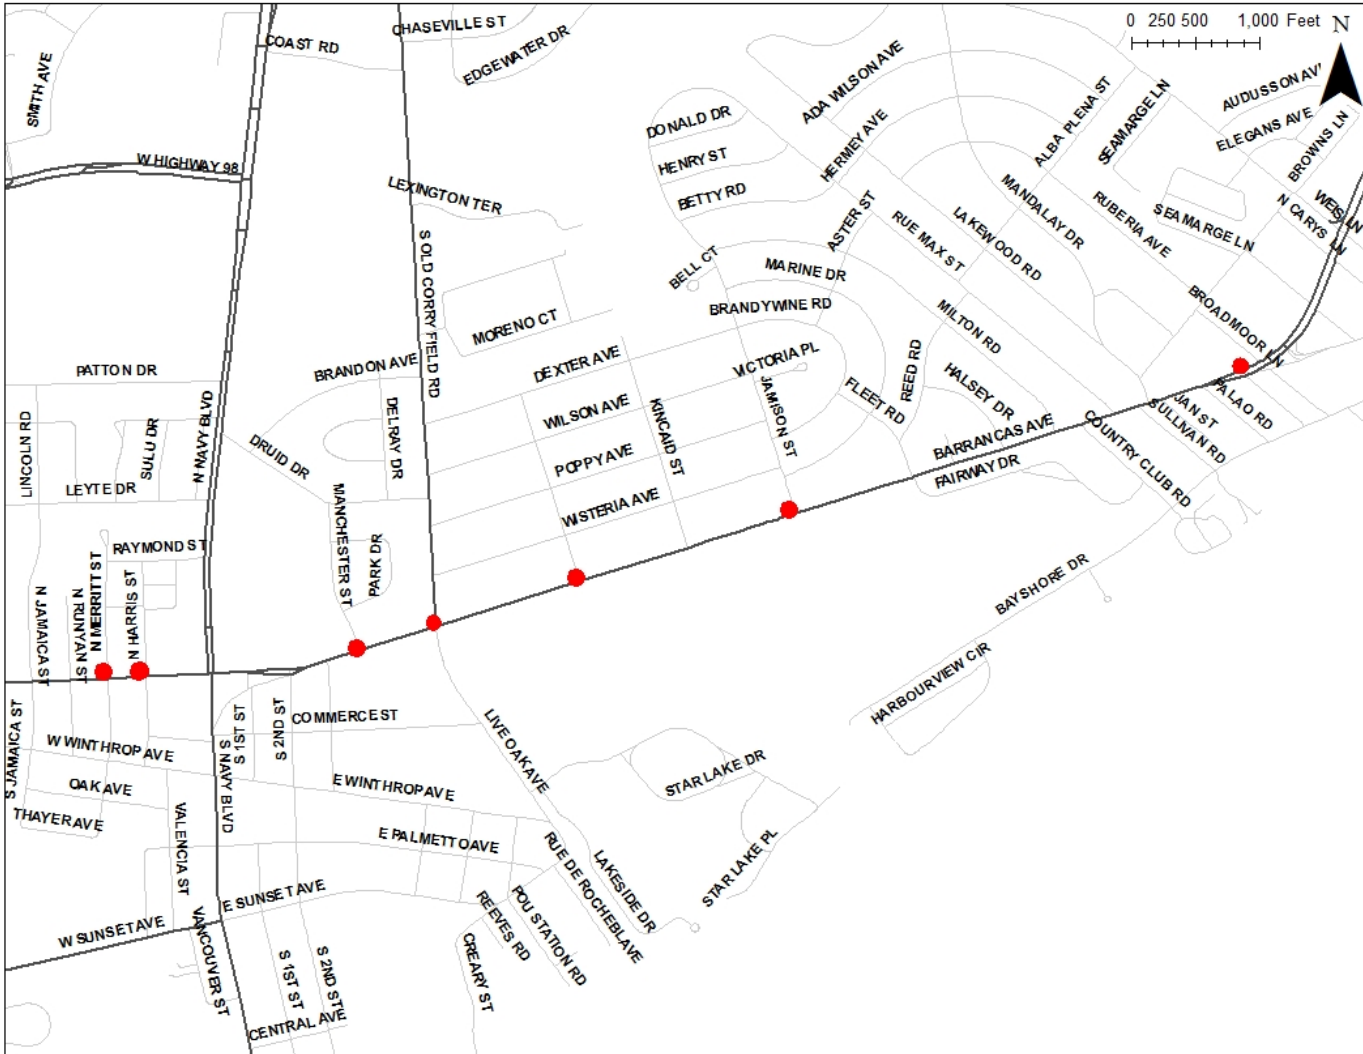 0 250 500 1,000 Feet
N
CHASEVILLE ST
COAST RD
EDGEWATER DR
SMITH AVE
ADA WILSON AVE
AUDUSSON AV
ALBA PLENA ST
SEAMARGE LN
DONALD DR
HERMEY AVE
ELEGANS AVE
BROWNS LN
W HIGHWAY 98
HENRY ST
LEXINGTON TER
BETTY RD
MANDALAY DR
RUBERIA AVE
WEIS LN
N CARYS LN
SEAMARGE LN
ASTER ST
RUE MAX ST
LAKEWOOD RD
S OLD CORRY FIELD RD
BELL CT
MARINE DR
BRANDYWINE RD
BROADMOOR LN
MORENO CT
MILTON RD
DEXTER AVE
VICTORIA PL
PATTON DR
BRANDON AVE
REED RD
HALSEY DR
JAMISON ST
FLEET RD
N NAVY BLVD
DELRAY DR
WILSON AVE
KINCAID ST
PALAO RD
JAN ST
SULLIVAN RD
LINCOLN RD
SULU DR
DRUID DR
BARRANCAS AVE
COUNTRY CLUB RD
POPPY AVE
FAIRWAY DR
LEYTE DR
WISTERIA AVE
MANCHESTER ST
PARK DR
RAYMOND ST
N MERRITT ST
N HARRIS ST
N RUNYAN ST
N JAMAICA ST
BAYSHORE DR
HARBOURVIEW CIR
S JAMAICA ST
S 1ST ST
S 2ND ST
COMMERCE ST
LIVE OAK AVE
W WINTHROP AVE
S NAVY BLVD
STAR LAKE DR
OAK AVE
E WINTHROP AVE
THAYER AVE
VALENCIA ST
E PALMETTO AVE
RUE DE ROCHEBLAVE
LAKESIDE DR
STAR LAKE PL
E SUNSET AVE
W SUNSET AVE
VANCOUVER ST
REEVES RD
POU STATION RD
CREARY ST
S 1ST ST
S 2ND ST
CENTRAL AVE